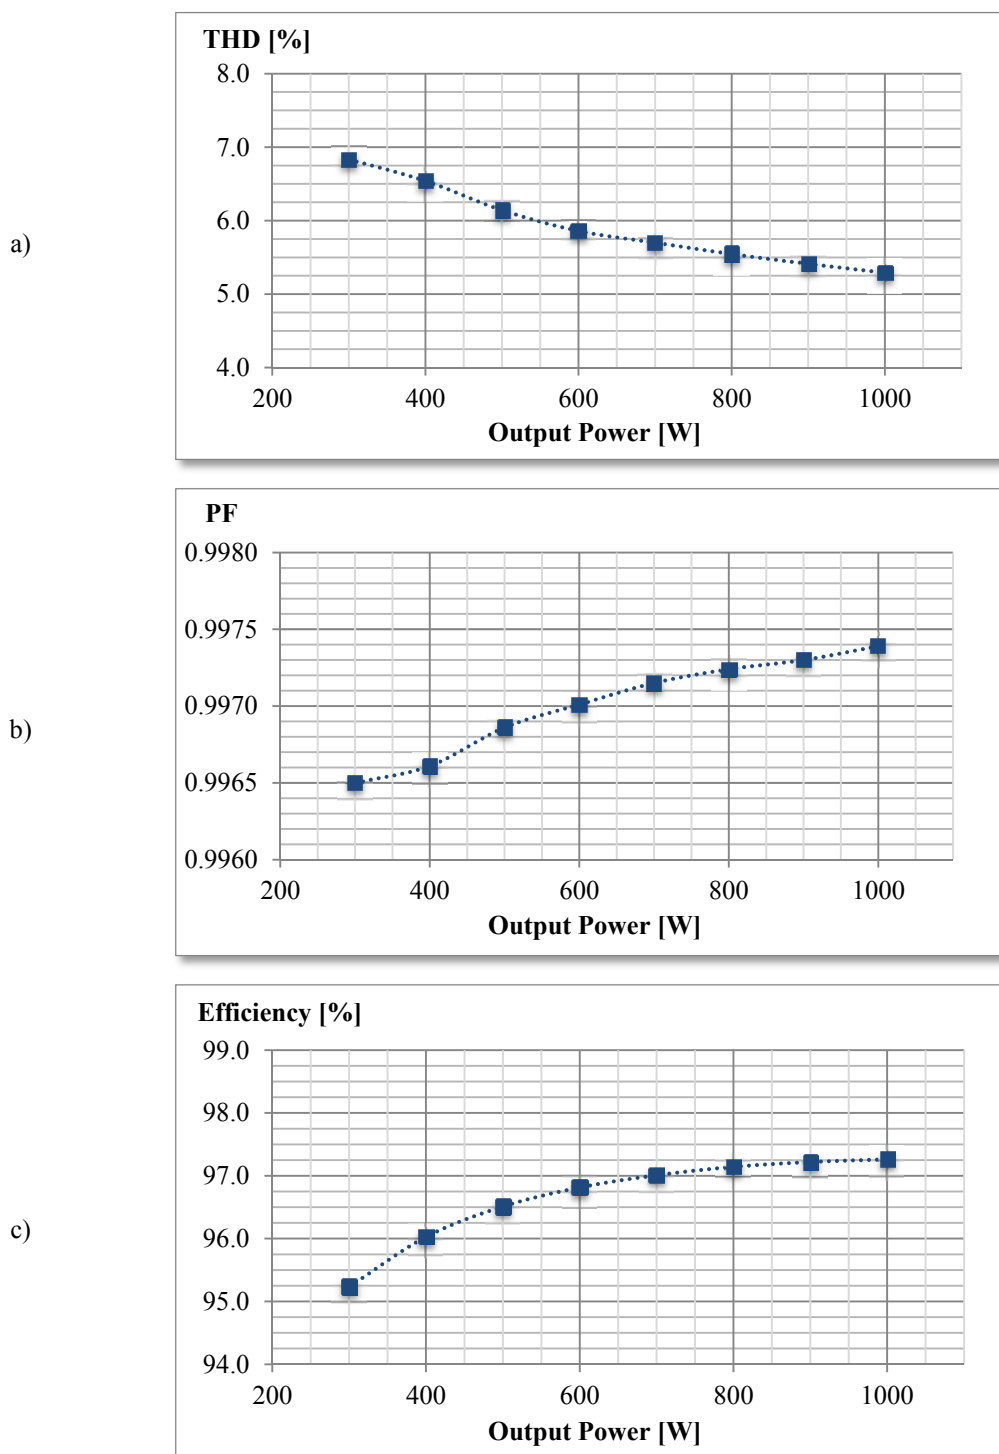 THD [%]
8.0
7.0
6.0
a)
5.0
4.0
200 400 600 800 1000
Output Power [W]
PF
0.9980
0.9975
0.9970
b)
0.9965
0.9960
200 400 600 800 1000
Output Power [W]
Efficiency [%]
99.0
98.0
97.0
96.0
c)
95.0
94.0
200 400 600 800 1000
Output Power [W]